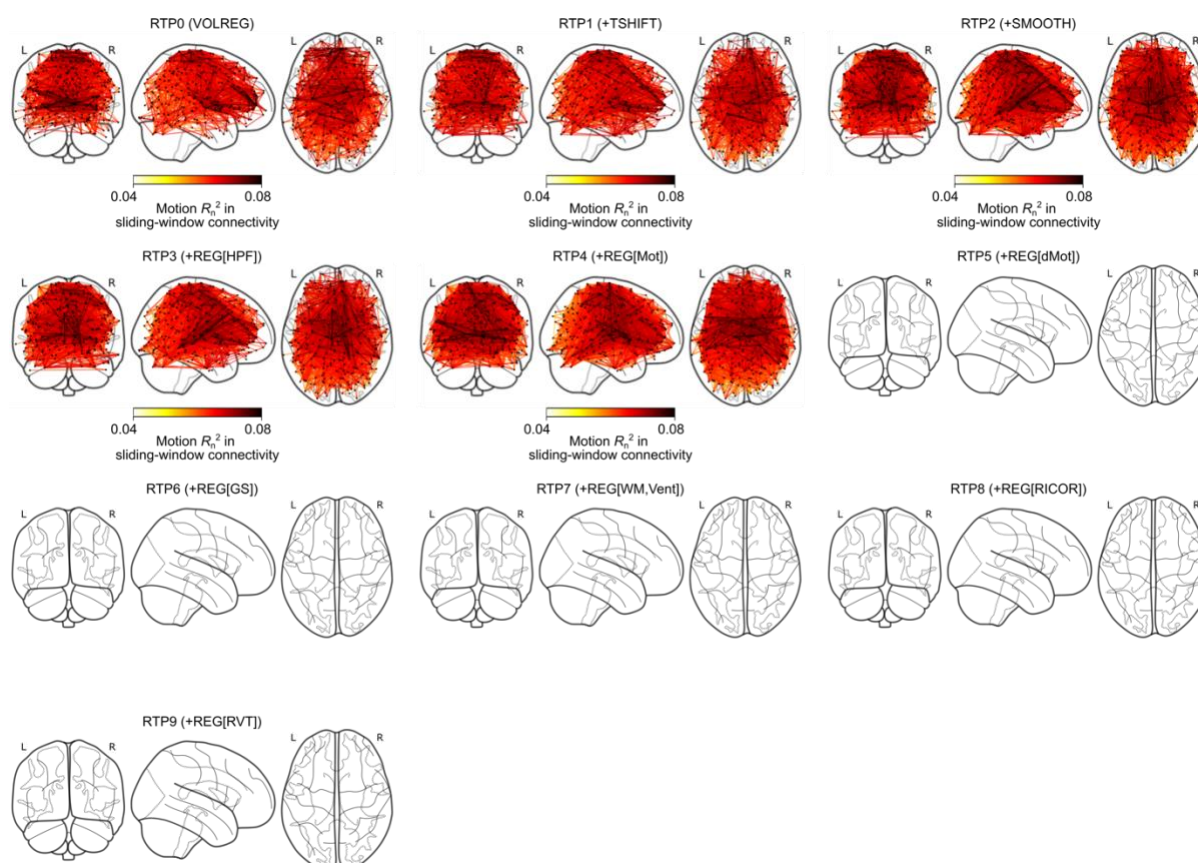 RTP0 (VOLREG)
L R
0.04 0.08
Motion Rn² in
sliding-window connectivity
RTP1 (+TSHIFT)
L R
0.04 0.08
Motion Rn² in
sliding-window connectivity
RTP2 (+SMOOTH)
L R
0.04 0.08
Motion Rn² in
sliding-window connectivity
RTP3 (+REG[HPF])
L R
0.04 0.08
Motion Rn² in
sliding-window connectivity
RTP4 (+REG[Mot])
L R
0.04 0.08
Motion Rn² in
sliding-window connectivity
RTP5 (+REG[dMot])
L R
RTP6 (+REG[GS])
L R
RTP7 (+REG[WM,Vent])
L R
RTP8 (+REG[RICOR])
L R
RTP9 (+REG[RVT])
L R